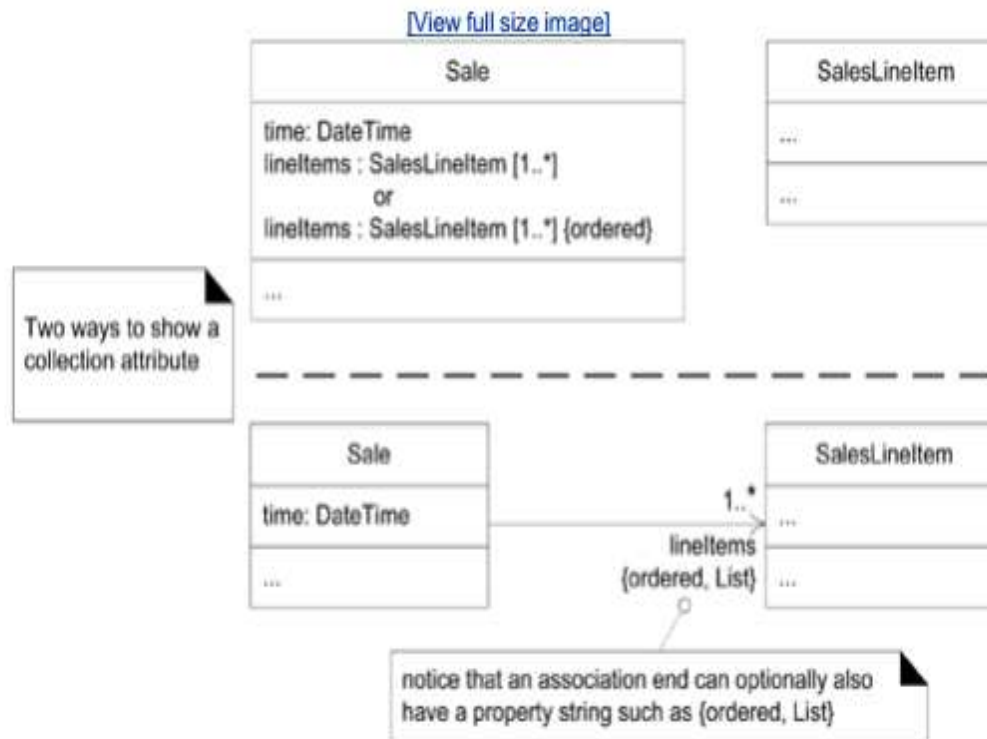 [View full size image]
Sale
time: DateTime
lineItems : SalesLineItem [1..*]
or
lineItems : SalesLineItem [1..*] {ordered}
...
SalesLineItem
...
...
Two ways to show a
collection attribute
Sale
time: DateTime
...
1..*
lineItems
{ordered, List}
SalesLineItem
...
...
notice that an association end can optionally also
have a property string such as {ordered, List}